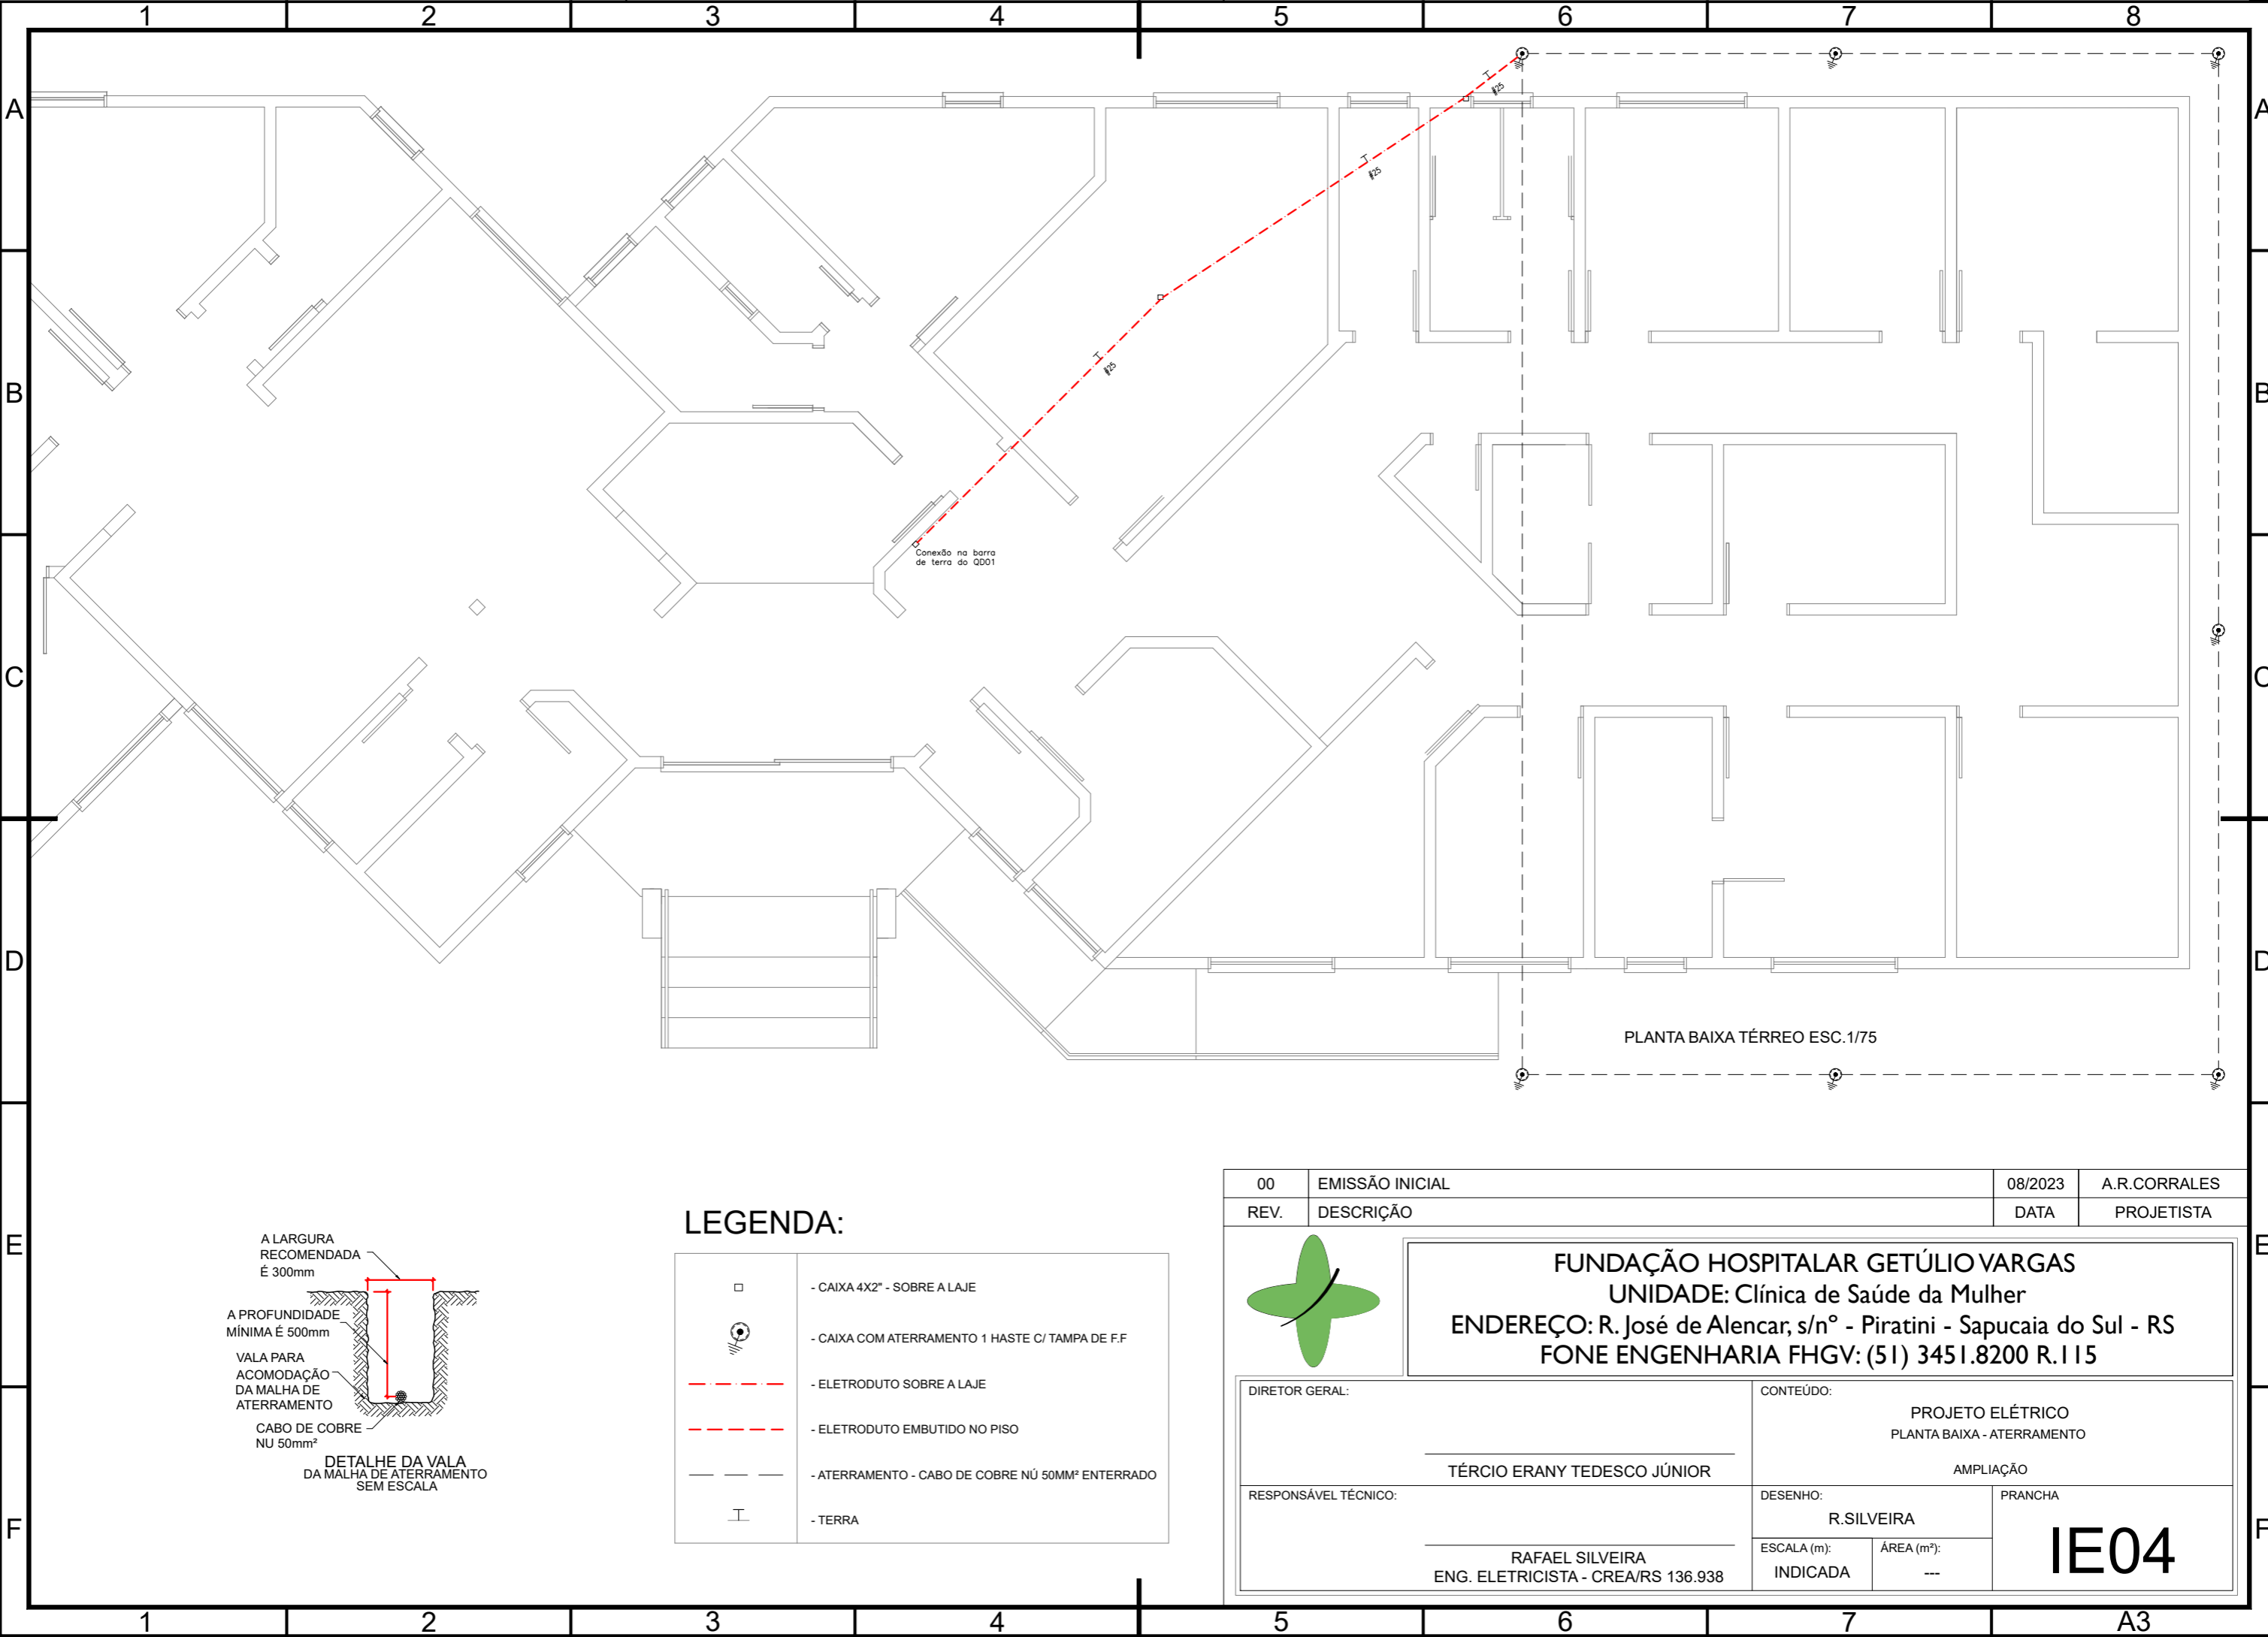 1 2 3 4 5 6 7 8
A A
#25
#25
B B
#25
Conexão na barra
de terra do QD01
C C
D D
PLANTA BAIXA TÉRREO ESC.1/75
E E
A LARGURA
RECOMENDADA
É 300mm
A PROFUNDIDADE
MÍNIMA É 500mm
VALA PARA
ACOMODAÇÃO
DA MALHA DE
ATERRAMENTO
CABO DE COBRE
NU 50mm²
DETALHE DA VALA
DA MALHA DE ATERRAMENTO
SEM ESCALA
LEGENDA:
- CAIXA 4X2" - SOBRE A LAJE
- CAIXA COM ATERRAMENTO 1 HASTE C/ TAMPA DE F.F
- ELETRODUTO SOBRE A LAJE
- ELETRODUTO EMBUTIDO NO PISO
- ATERRAMENTO - CABO DE COBRE NÚ 50MM² ENTERRADO
- TERRA
00 EMISSÃO INICIAL 08/2023 A.R.CORRALES
REV. DESCRIÇÃO DATA PROJETISTA
FUNDAÇÃO HOSPITALAR GETÚLIO VARGAS
UNIDADE: Clínica de Saúde da Mulher
ENDEREÇO: R. José de Alencar, s/nº - Piratini - Sapucaia do Sul - RS
FONE ENGENHARIA FHGV: (51) 3451.8200 R.115
DIRETOR GERAL:
TÉRCIO ERANY TEDESCO JÚNIOR
CONTEÚDO:
PROJETO ELÉTRICO
PLANTA BAIXA - ATERRAMENTO
AMPLIAÇÃO
RESPONSÁVEL TÉCNICO:
RAFAEL SILVEIRA
ENG. ELETRICISTA - CREA/RS 136.938
DESENHO:
R.SILVEIRA
ESCALA (m):
INDICADA
ÁREA (m²):
---
PRANCHA
IE04
F F
1 2 3 4 5 6 7 A3